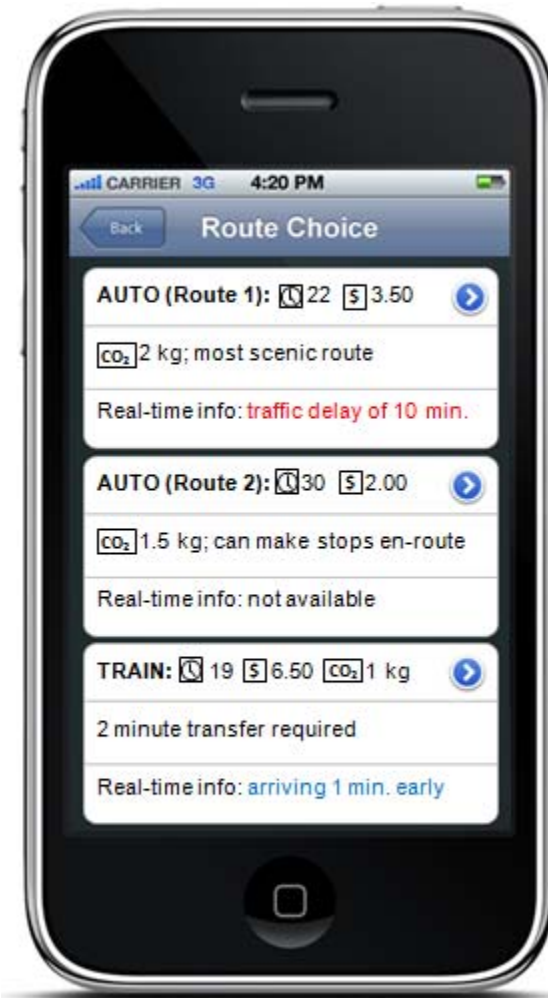 CARRIER 3G 4:20 PM
Back Route Choice
AUTO (Route 1): 22 $ 3.50
CO₂ 2 kg; most scenic route
Real-time info: traffic delay of 10 min.
AUTO (Route 2): 30 $ 2.00
CO₂ 1.5 kg; can make stops en-route
Real-time info: not available
TRAIN: 19 $ 6.50 CO₂ 1 kg
2 minute transfer required
Real-time info: arriving 1 min. early